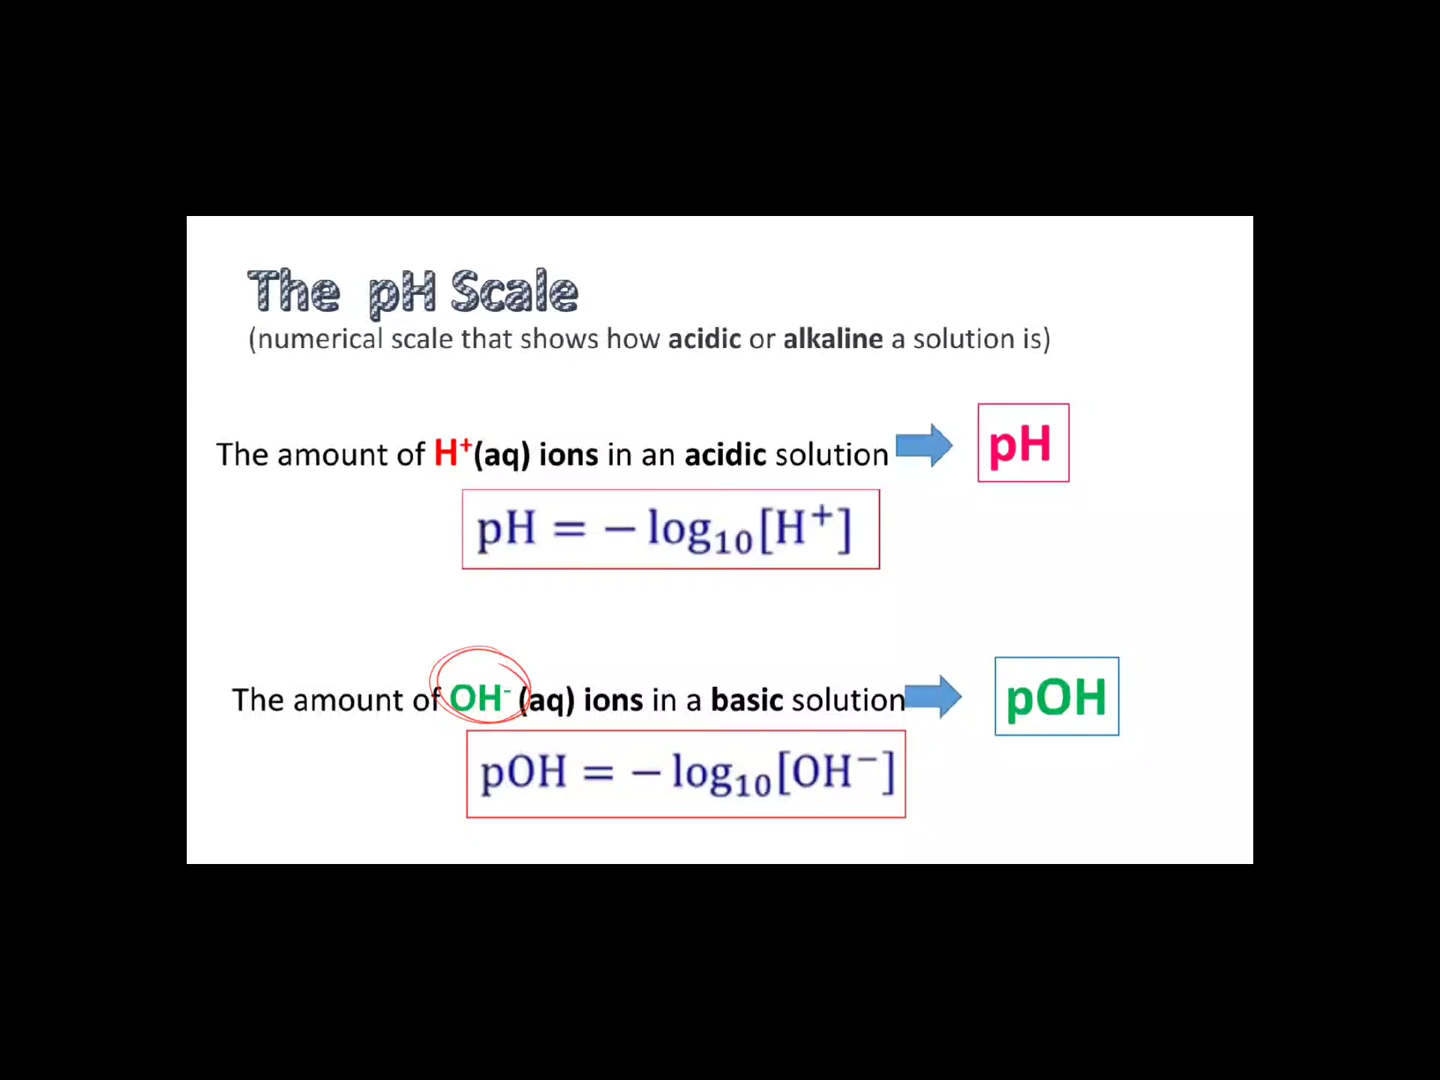 The pH Scale
(numerical scale that shows how acidic or alkaline a solution is)
The amount of H⁺(aq) ions in an acidic solution
pH
pH = − log₁₀[H⁺]
The amount of OH⁻ (aq) ions in a basic solution
pOH
pOH = − log₁₀[OH⁻]